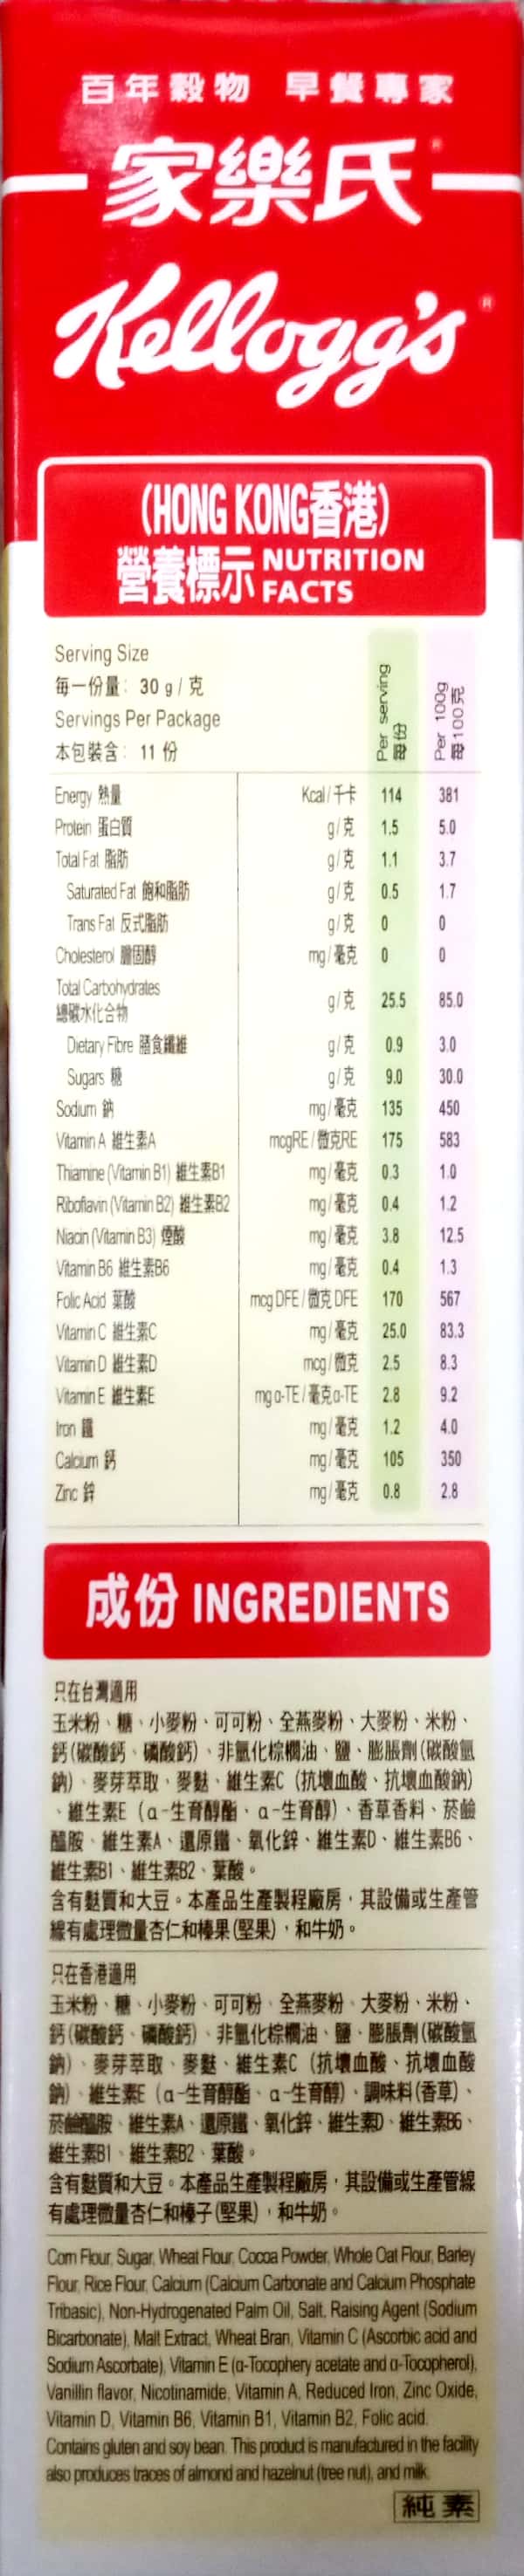 百年穀物 早餐專家
家樂氏®
Kellogg's®
(HONG KONG香港)
營養標示 NUTRITION FACTS
Serving Size
每一份量: 30 g / 克
Servings Per Package
本包裝含: 11 份
Per serving 每份
Per 100g 每100克
Energy 熱量 Kcal / 千卡 114 381
Protein 蛋白質 g / 克 1.5 5.0
Total Fat 脂肪 g / 克 1.1 3.7
Saturated Fat 飽和脂肪 g / 克 0.5 1.7
Trans Fat 反式脂肪 g / 克 0 0
Cholesterol 膽固醇 mg / 毫克 0 0
Total Carbohydrates
總碳水化合物 g / 克 25.5 85.0
Dietary Fibre 膳食纖維 g / 克 0.9 3.0
Sugars 糖 g / 克 9.0 30.0
Sodium 鈉 mg / 毫克 135 450
Vitamin A 維生素A mcgRE / 微克RE 175 583
Thiamine (Vitamin B1) 維生素B1 mg / 毫克 0.3 1.0
Riboflavin (Vitamin B2) 維生素B2 mg / 毫克 0.4 1.2
Niacin (Vitamin B3) 煙酸 mg / 毫克 3.8 12.5
Vitamin B6 維生素B6 mg / 毫克 0.4 1.3
Folic Acid 葉酸 mcg DFE / 微克 DFE 170 567
Vitamin C 維生素C mg / 毫克 25.0 83.3
Vitamin D 維生素D mcg / 微克 2.5 8.3
Vitamin E 維生素E mg α-TE / 毫克α-TE 2.8 9.2
Iron 鐵 mg / 毫克 1.2 4.0
Calcium 鈣 mg / 毫克 105 350
Zinc 鋅 mg / 毫克 0.8 2.8
成份 INGREDIENTS
只在台灣適用
玉米粉、糖、小麥粉、可可粉、全燕麥粉、大麥粉、米粉、
鈣(碳酸鈣、磷酸鈣)、非氫化棕櫚油、鹽、膨脹劑(碳酸氫
鈉)、麥芽萃取、麥麩、維生素C (抗壞血酸、抗壞血酸鈉)
、維生素E (α-生育醇酯、α-生育醇)、香草香料、菸鹼
醯胺、維生素A、還原鐵、氧化鋅、維生素D、維生素B6、
維生素B1、維生素B2、葉酸。
含有麩質和大豆。本產品生產製程廠房，其設備或生產管
線有處理微量杏仁和榛果(堅果)，和牛奶。
只在香港適用
玉米粉、糖、小麥粉、可可粉、全燕麥粉、大麥粉、米粉、
鈣(碳酸鈣、磷酸鈣)、非氫化棕櫚油、鹽、膨脹劑(碳酸氫
鈉)、麥芽萃取、麥麩、維生素C (抗壞血酸、抗壞血酸
鈉)、維生素E (α-生育醇酯、α-生育醇)、調味料(香草)、
菸鹼醯胺、維生素A、還原鐵、氧化鋅、維生素D、維生素B6、
維生素B1、維生素B2、葉酸。
含有麩質和大豆。本產品生產製程廠房，其設備或生產管線
有處理微量杏仁和榛子(堅果)，和牛奶。
Corn Flour, Sugar, Wheat Flour, Cocoa Powder, Whole Oat Flour, Barley
Flour, Rice Flour, Calcium (Calcium Carbonate and Calcium Phosphate
Tribasic), Non-Hydrogenated Palm Oil, Salt, Raising Agent (Sodium
Bicarbonate), Malt Extract, Wheat Bran, Vitamin C (Ascorbic acid and
Sodium Ascorbate), Vitamin E (α-Tocophery acetate and α-Tocopherol),
Vanillin flavor, Nicotinamide, Vitamin A, Reduced Iron, Zinc Oxide,
Vitamin D, Vitamin B6, Vitamin B1, Vitamin B2, Folic acid.
Contains gluten and soy bean. This product is manufactured in the facility
also produces traces of almond and hazelnut (tree nut), and milk.
純素